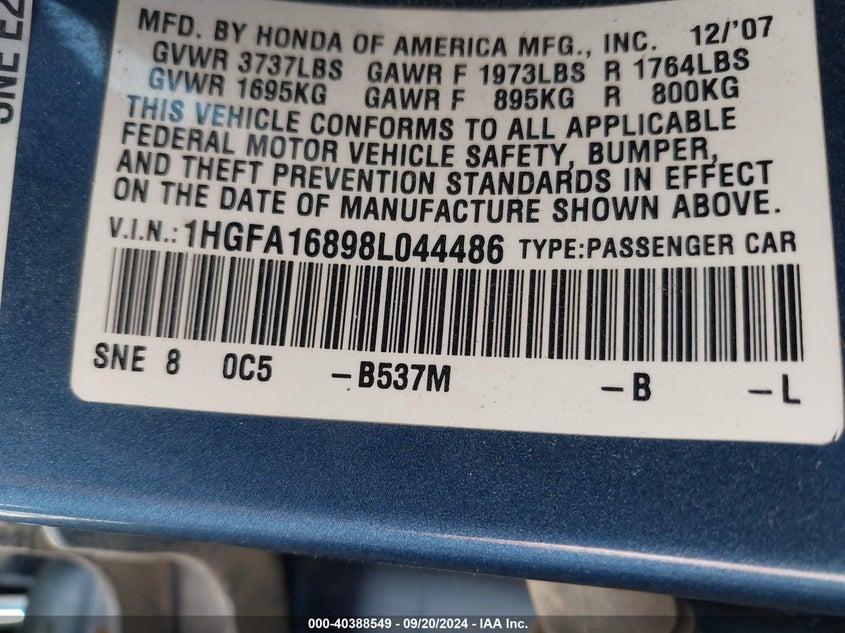 SNE E2
MFD. BY HONDA OF AMERICA MFG., INC. 12/'07
GVWR 3737LBS GAWR F 1973LBS R 1764LBS
GVWR 1695KG GAWR F 895KG R 800KG
THIS VEHICLE CONFORMS TO ALL APPLICABLE
FEDERAL MOTOR VEHICLE SAFETY, BUMPER,
AND THEFT PREVENTION STANDARDS IN EFFECT
ON THE DATE OF MANUFACTURE SHOWN ABOVE.
V.I.N.: 1HGFA16898L044486 TYPE:PASSENGER CAR
SNE 8 0C5 –B537M –B –L
000-40388549 / 09/20/2024 - IAA Inc.